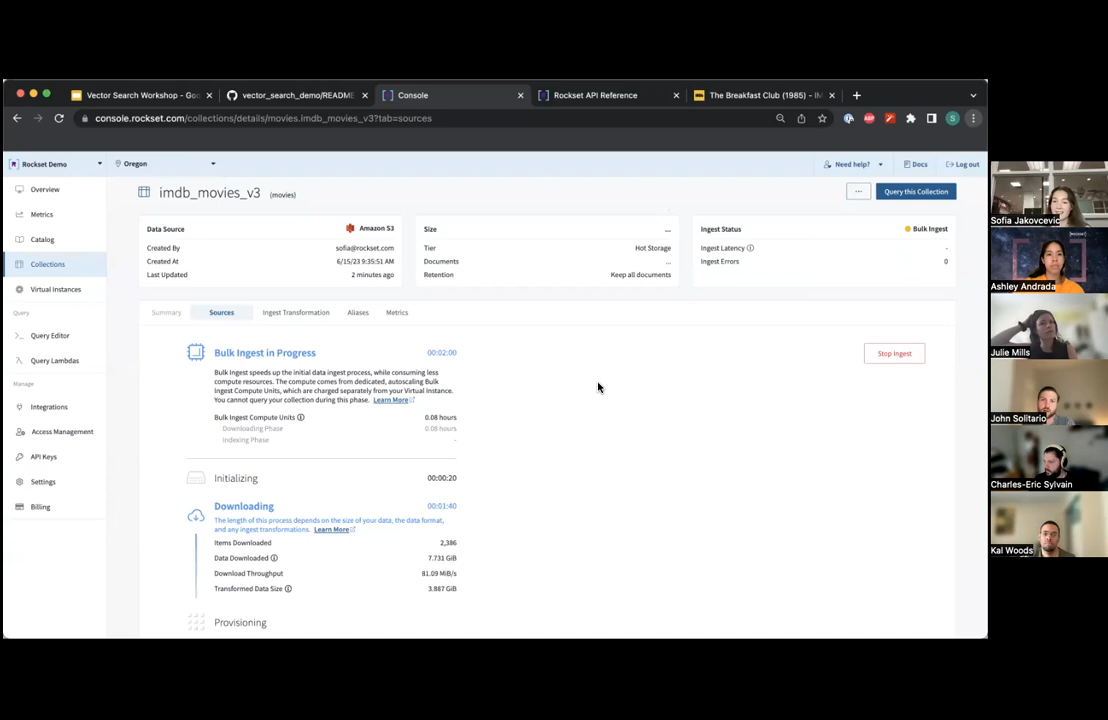 Vector Search Workshop - Goo
vector_search_demo/README
Console
Rockset API Reference
The Breakfast Club (1985) - IM
console.rockset.com/collections/details/movies.imdb_movies_v3?tab=sources
Rockset Demo
Oregon
Need help?
Docs
Log out
Overview
Metrics
Catalog
Collections
Virtual Instances
Query
Query Editor
Query Lambdas
Manage
Integrations
Access Management
API Keys
Settings
Billing
imdb_movies_v3 (movies)
...
Query this Collection
Data Source Amazon S3
Created By sofia@rockset.com
Created At 6/15/23 9:35:51 AM
Last Updated 2 minutes ago
Size ...
Tier Hot Storage
Documents ...
Retention Keep all documents
Ingest Status Bulk Ingest
Ingest Latency -
Ingest Errors 0
Summary Sources Ingest Transformation Aliases Metrics
Bulk Ingest in Progress 00:02:00
Stop Ingest
Bulk Ingest speeds up the initial data ingest process, while consuming less
compute resources. The compute comes from dedicated, autoscaling Bulk
Ingest Compute Units, which are charged separately from your Virtual Instance.
You cannot query your collection during this phase. Learn More
Bulk Ingest Compute Units 0.08 hours
Downloading Phase 0.08 hours
Indexing Phase -
Initializing 00:00:20
Downloading 00:01:40
The length of this process depends on the size of your data, the data format,
and any ingest transformations. Learn More
Items Downloaded 2,386
Data Downloaded 7.731 GiB
Download Throughput 81.09 MiB/s
Transformed Data Size 3.887 GiB
Provisioning
Sofia Jakovcevic
Ashley Andrada
Julie Mills
John Solitario
Charles-Eric Sylvain
Kal Woods